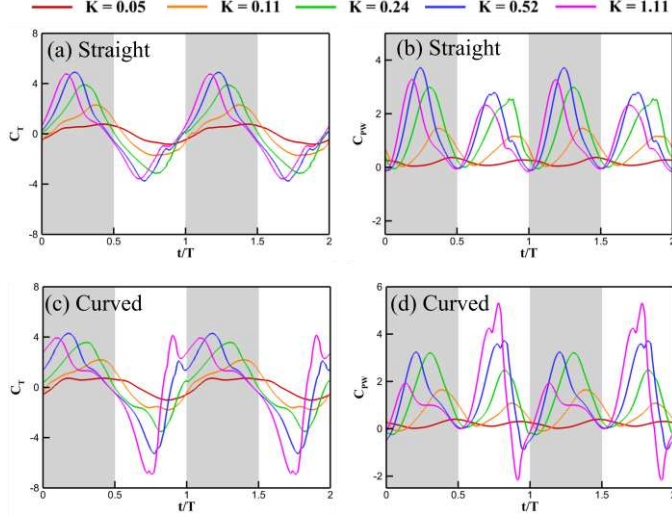 K = 0.05 K = 0.11 K = 0.24 K = 0.52 K = 1.11
(a) Straight
8
4
0
-4
-8
C_T
0 0.5 1 1.5 2
t/T
(b) Straight
4
2
0
-2
C_PW
0 0.5 1 1.5 2
t/T
(c) Curved
8
4
0
-4
-8
C_T
0 0.5 1 1.5 2
t/T
(d) Curved
6
4
2
0
-2
C_PW
0 0.5 1 1.5 2
t/T